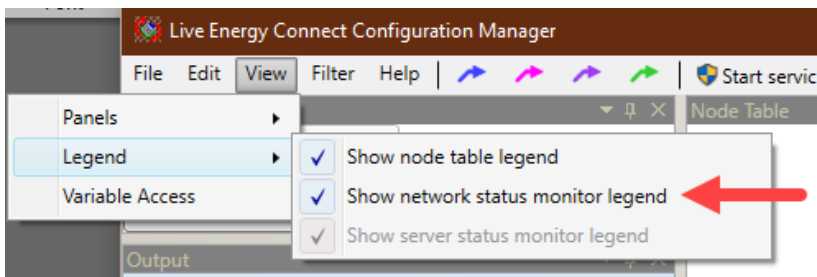 Live Energy Connect Configuration Manager
File Edit View Filter Help Start servic
Node Table
Panels
Legend
Variable Access
Show node table legend
Show network status monitor legend
Show server status monitor legend
Output